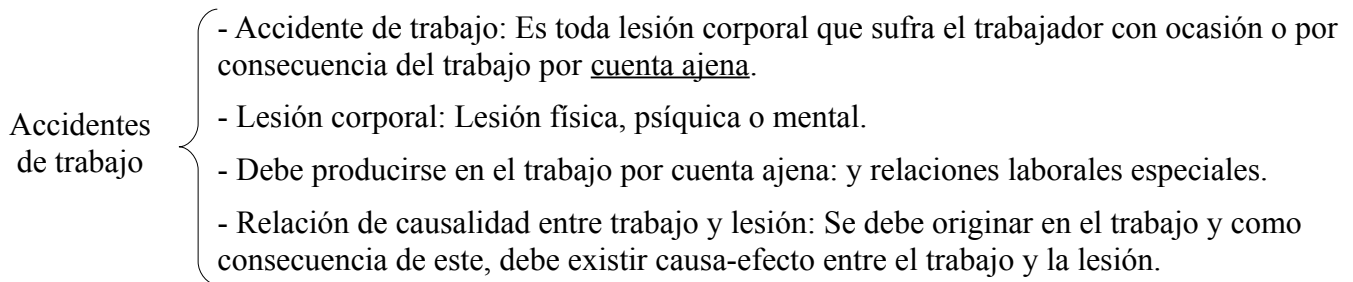 - Accidente de trabajo: Es toda lesión corporal que sufra el trabajador con ocasión o por
consecuencia del trabajo por cuenta ajena.
Accidentes
de trabajo
- Lesión corporal: Lesión física, psíquica o mental.
- Debe producirse en el trabajo por cuenta ajena: y relaciones laborales especiales.
- Relación de causalidad entre trabajo y lesión: Se debe originar en el trabajo y como
consecuencia de este, debe existir causa-efecto entre el trabajo y la lesión.